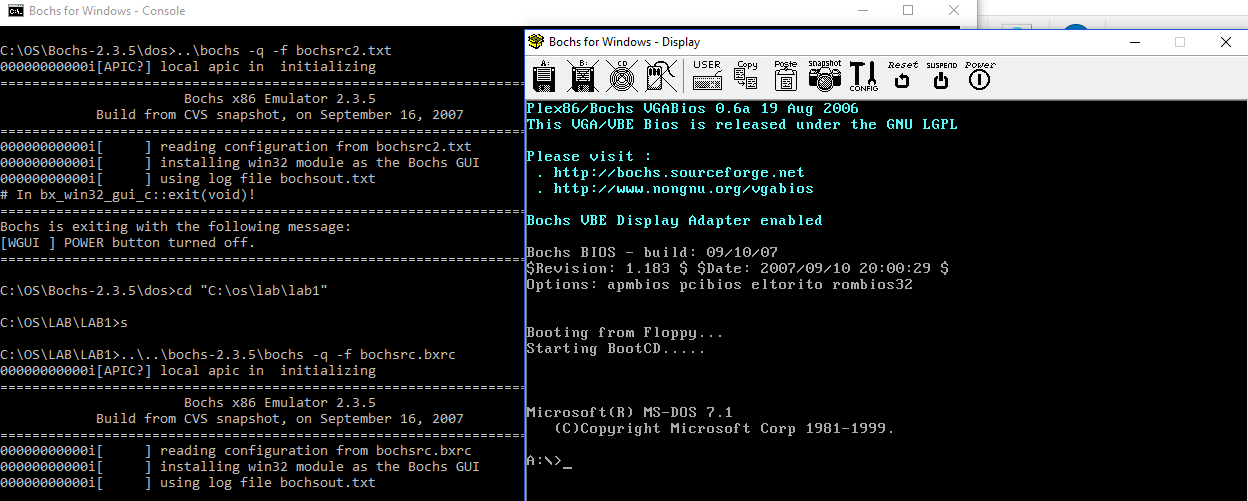 Bochs for Windows - Console
C:\OS\Bochs-2.3.5\dos>..\bochs -q -f bochsrc2.txt
00000000000i[APIC?] local apic in  initializing
========================================================================
Bochs x86 Emulator 2.3.5
Build from CVS snapshot, on September 16, 2007
========================================================================
00000000000i[     ] reading configuration from bochsrc2.txt
00000000000i[     ] installing win32 module as the Bochs GUI
00000000000i[     ] using log file bochsout.txt
# In bx_win32_gui_c::exit(void)!
========================================================================
Bochs is exiting with the following message:
[WGUI ] POWER button turned off.
========================================================================
C:\OS\Bochs-2.3.5\dos>cd "C:\os\lab\lab1"
C:\OS\LAB\LAB1>s
C:\OS\LAB\LAB1>..\..\bochs-2.3.5\bochs -q -f bochsrc.bxrc
00000000000i[APIC?] local apic in  initializing
========================================================================
Bochs x86 Emulator 2.3.5
Build from CVS snapshot, on September 16, 2007
========================================================================
00000000000i[     ] reading configuration from bochsrc.bxrc
00000000000i[     ] installing win32 module as the Bochs GUI
00000000000i[     ] using log file bochsout.txt
Bochs for Windows - Display
A: B: CD USER Copy Paste snapshot CONFIG Reset SUSPEND Power
Plex86/Bochs VGABios 0.6a 19 Aug 2006
This VGA/VBE Bios is released under the GNU LGPL
Please visit :
. http://bochs.sourceforge.net
. http://www.nongnu.org/vgabios
Bochs VBE Display Adapter enabled
Bochs BIOS - build: 09/10/07
$Revision: 1.183 $ $Date: 2007/09/10 20:00:29 $
Options: apmbios pcibios eltorito rombios32
Booting from Floppy...
Starting BootCD.....
Microsoft(R) MS-DOS 7.1
(C)Copyright Microsoft Corp 1981-1999.
A:\>_